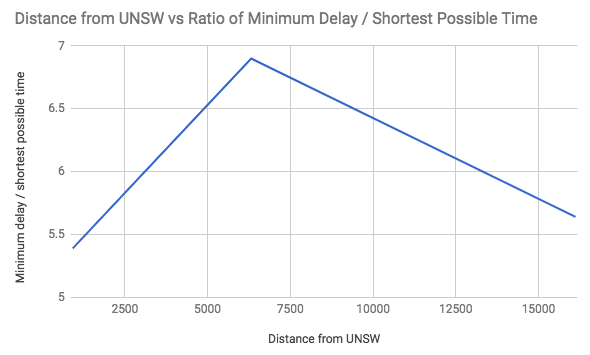 Distance from UNSW vs Ratio of Minimum Delay / Shortest Possible Time
Minimum delay / shortest possible time
7
6.5
6
5.5
5
2500 5000 7500 10000 12500 15000
Distance from UNSW